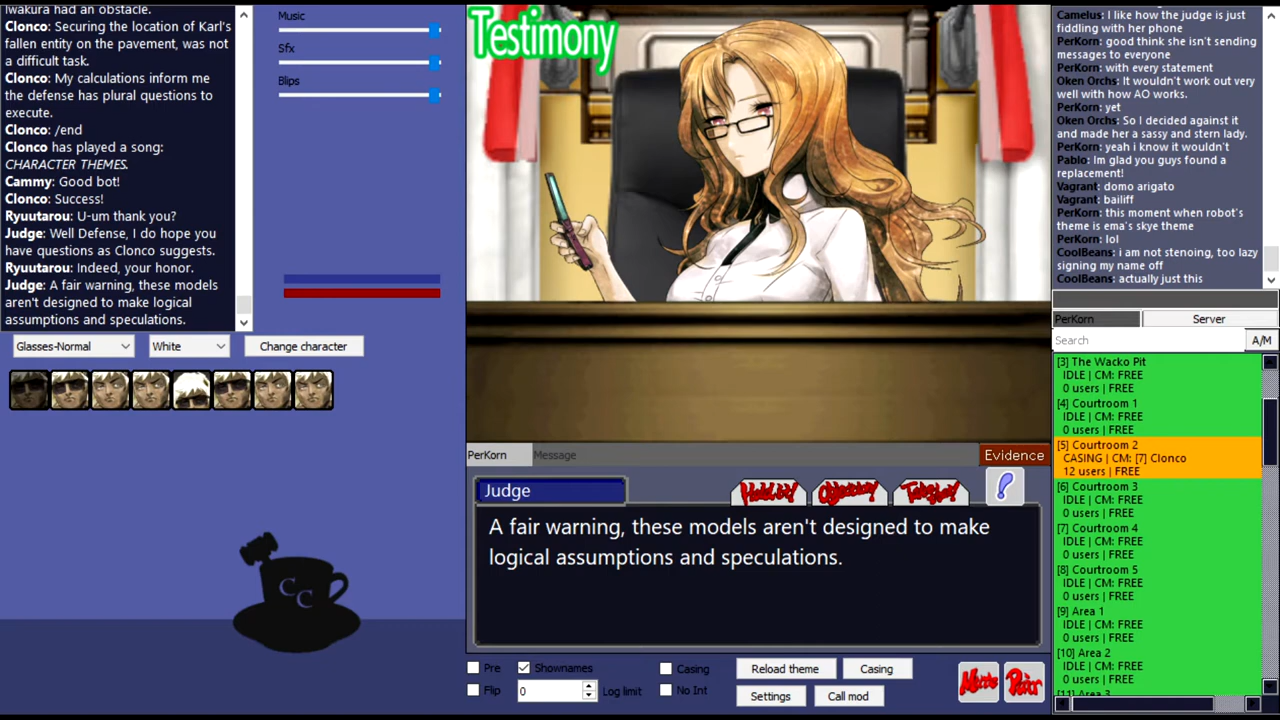 Iwakura had an obstacle.
Clonco: Securing the location of Karl's
fallen entity on the pavement, was not
a difficult task.
Clonco: My calculations inform me
the defense has plural questions to
execute.
Clonco: /end
Clonco has played a song:
CHARACTER THEMES.
Cammy: Good bot!
Clonco: Success!
Ryuutarou: U-um thank you?
Judge: Well Defense, I do hope you
have questions as Clonco suggests.
Ryuutarou: Indeed, your honor.
Judge: A fair warning, these models
aren't designed to make logical
assumptions and speculations.
Music
Sfx
Blips
Glasses-Normal
White
Change character
CC
Testimony
PerKorn
Message
Evidence
Judge
Hold it!
Objection!
Take that!
A fair warning, these models aren't designed to make
logical assumptions and speculations.
Pre
Shownames
Casing
Reload theme
Casing
Flip
0
Log limit
No Int
Settings
Call mod
Mute
Pair
Camelus: I like how the judge is just
fiddling with her phone
PerKorn: good think she isn't sending
messages to everyone
PerKorn: with every statement
Oken Orchs: It wouldn't work out very
well with how AO works.
PerKorn: yet
Oken Orchs: So I decided against it
and made her a sassy and stern lady.
PerKorn: yeah i know it wouldn't
Pablo: Im glad you guys found a
replacement!
Vagrant: domo arigato
Vagrant: bailiff
PerKorn: this moment when robot's
theme is ema's skye theme
PerKorn: lol
CoolBeans: i am not stenoing, too lazy
signing my name off
CoolBeans: actually just this
PerKorn
Server
Search
A/M
[3] The Wacko Pit
IDLE | CM: FREE
0 users | FREE
[4] Courtroom 1
IDLE | CM: FREE
0 users | FREE
[5] Courtroom 2
CASING | CM: [7] Clonco
12 users | FREE
[6] Courtroom 3
IDLE | CM: FREE
0 users | FREE
[7] Courtroom 4
IDLE | CM: FREE
0 users | FREE
[8] Courtroom 5
IDLE | CM: FREE
0 users | FREE
[9] Area 1
IDLE | CM: FREE
0 users | FREE
[10] Area 2
IDLE | CM: FREE
0 users | FREE
[11] Area 3